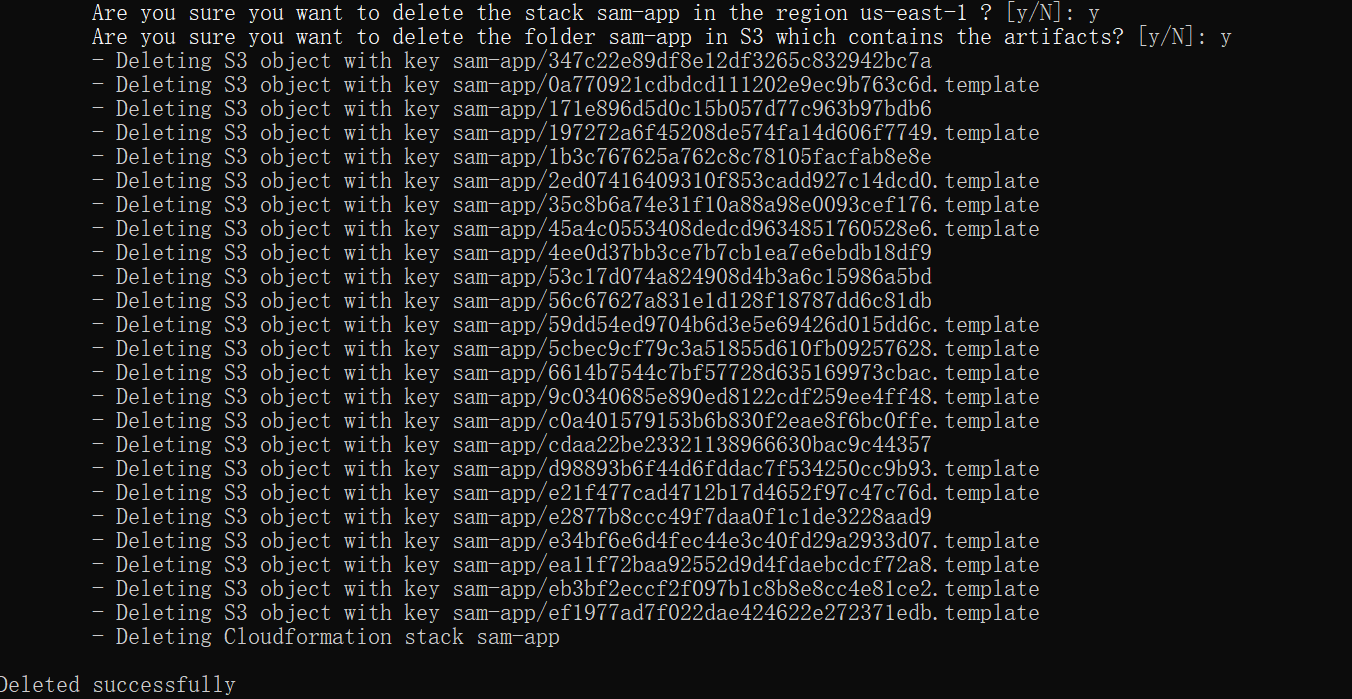 Are you sure you want to delete the stack sam-app in the region us-east-1 ? [y/N]: y
Are you sure you want to delete the folder sam-app in S3 which contains the artifacts? [y/N]: y
- Deleting S3 object with key sam-app/347c22e89df8e12df3265c832942bc7a
- Deleting S3 object with key sam-app/0a770921cdbdcd111202e9ec9b763c6d.template
- Deleting S3 object with key sam-app/171e896d5d0c15b057d77c963b97bdb6
- Deleting S3 object with key sam-app/197272a6f45208de574fa14d606f7749.template
- Deleting S3 object with key sam-app/1b3c767625a762c8c78105facfab8e8e
- Deleting S3 object with key sam-app/2ed07416409310f853cadd927c14dcd0.template
- Deleting S3 object with key sam-app/35c8b6a74e31f10a88a98e0093cef176.template
- Deleting S3 object with key sam-app/45a4c0553408dedcd9634851760528e6.template
- Deleting S3 object with key sam-app/4ee0d37bb3ce7b7cb1ea7e6ebdb18df9
- Deleting S3 object with key sam-app/53c17d074a824908d4b3a6c15986a5bd
- Deleting S3 object with key sam-app/56c67627a831e1d128f18787dd6c81db
- Deleting S3 object with key sam-app/59dd54ed9704b6d3e5e69426d015dd6c.template
- Deleting S3 object with key sam-app/5cbec9cf79c3a51855d610fb09257628.template
- Deleting S3 object with key sam-app/6614b7544c7bf57728d635169973cbac.template
- Deleting S3 object with key sam-app/9c0340685e890ed8122cdf259ee4ff48.template
- Deleting S3 object with key sam-app/c0a401579153b6b830f2eae8f6bc0ffe.template
- Deleting S3 object with key sam-app/cdaa22be23321138966630bac9c44357
- Deleting S3 object with key sam-app/d98893b6f44d6fddac7f534250cc9b93.template
- Deleting S3 object with key sam-app/e21f477cad4712b17d4652f97c47c76d.template
- Deleting S3 object with key sam-app/e2877b8ccc49f7daa0f1c1de3228aad9
- Deleting S3 object with key sam-app/e34bf6e6d4fec44e3c40fd29a2933d07.template
- Deleting S3 object with key sam-app/ea11f72baa92552d9d4fdaebcdcf72a8.template
- Deleting S3 object with key sam-app/eb3bf2eccf2f097b1c8b8e8cc4e81ce2.template
- Deleting S3 object with key sam-app/ef1977ad7f022dae424622e272371edb.template
- Deleting Cloudformation stack sam-app
Deleted successfully